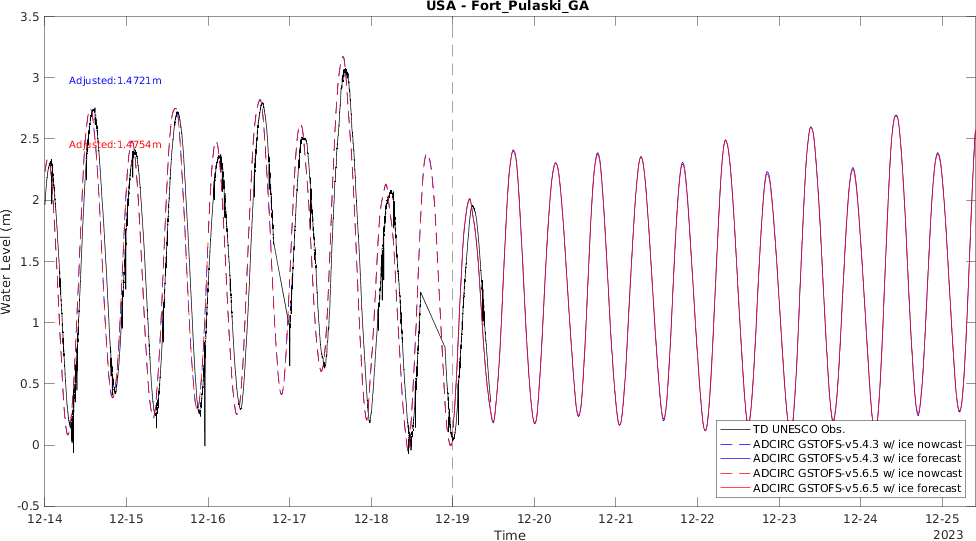 USA - Fort_Pulaski_GA
3.5
3
2.5
2
1.5
1
0.5
0
-0.5
Water Level (m)
Adjusted:1.4721m
Adjusted:1.4754m
TD UNESCO Obs.
ADCIRC GSTOFS-v5.4.3 w/ ice nowcast
ADCIRC GSTOFS-v5.4.3 w/ ice forecast
ADCIRC GSTOFS-v5.6.5 w/ ice nowcast
ADCIRC GSTOFS-v5.6.5 w/ ice forecast
12-14 12-15 12-16 12-17 12-18 12-19 12-20 12-21 12-22 12-23 12-24 12-25
Time
2023